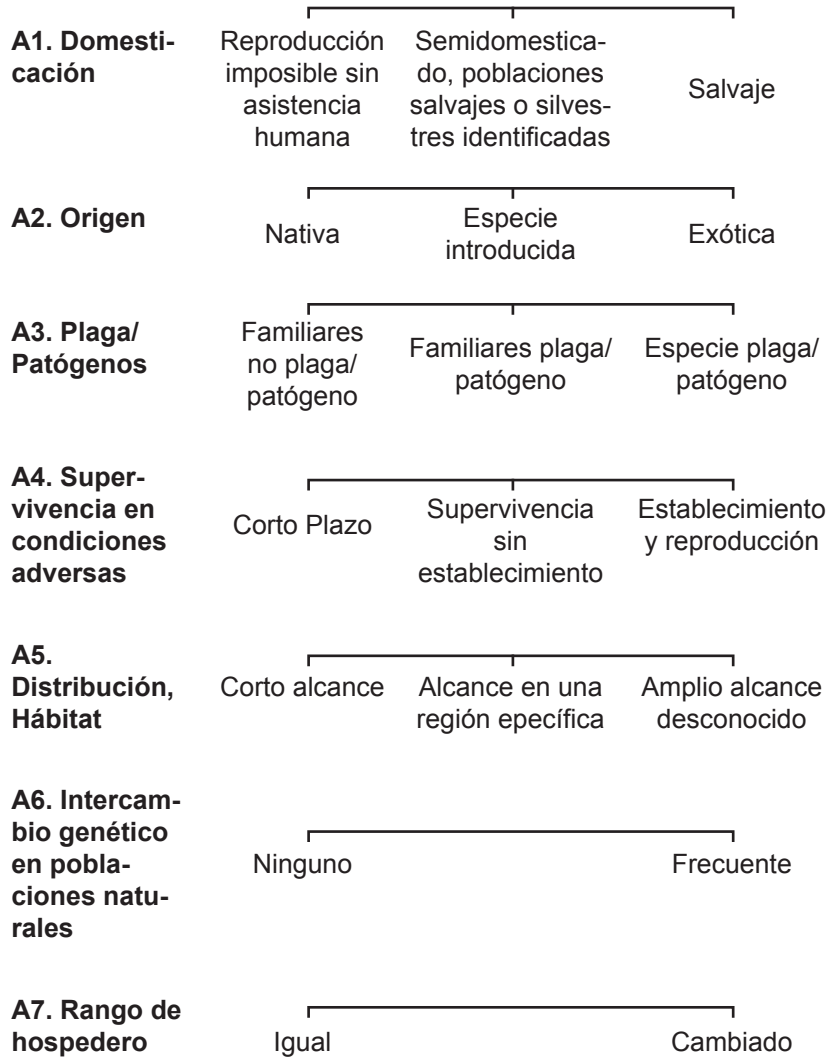 A1. Domesti-
cación
Reproducción
imposible sin
asistencia
humana
Semidomestica-
do, poblaciones
salvajes o silves-
tres identificadas
Salvaje
A2. Origen
Nativa
Especie
introducida
Exótica
A3. Plaga/
Patógenos
Familiares
no plaga/
patógeno
Familiares plaga/
patógeno
Especie plaga/
patógeno
A4. Super-
vivencia en
condiciones
adversas
Corto Plazo
Supervivencia
sin
establecimiento
Establecimiento
y reproducción
A5.
Distribución,
Hábitat
Corto alcance
Alcance en una
región epecífica
Amplio alcance
desconocido
A6. Intercam-
bio genético
en pobla-
ciones natu-
rales
Ninguno
Frecuente
A7. Rango de
hospedero
Igual
Cambiado